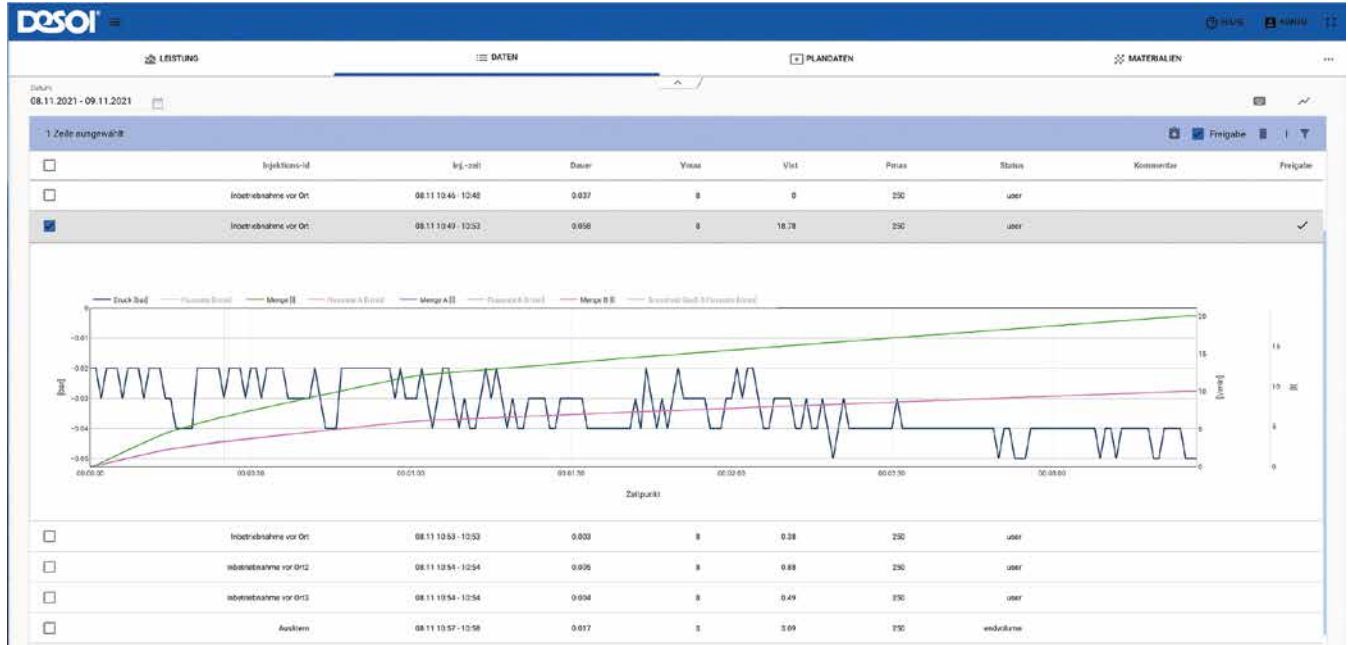 DESOI
LEISTUNG DATEN PLANDATEN MATERIALIEN
Datum
08.11.2021 - 09.11.2021
1 Zeile ausgewählt Freigabe
Injektions-Id Inj.-zeit Dauer Vmax VIst Pmax Status Kommentar Freigabe
Inbetriebnahme vor Ort 08.11 10:46 - 10:48 0.037 8 0 250 user
Inbetriebnahme vor Ort 08.11 10:49 - 10:53 0.058 8 18.78 250 user
Druck [bar] Menge [l] Menge A [l] Menge B [l]
0 20
-0.01 15 15
-0.02
-0.03 10 10
-0.04 5 5
-0.05 0 0
[bar] [l/min] [l]
00:00:00 00:00:30 00:01:00 00:01:30 00:02:00 00:02:30 00:03:00
Zeitpunkt
Inbetriebnahme vor Ort 08.11 10:53 - 10:53 0.003 8 0.38 250 user
Inbetriebnahme vor Ort2 08.11 10:54 - 10:54 0.005 8 0.88 250 user
Inbetriebnahme vor Ort3 08.11 10:54 - 10:54 0.004 8 0.49 250 user
08.11 10:57 - 10:58 0.017 3.09 250 endvolume